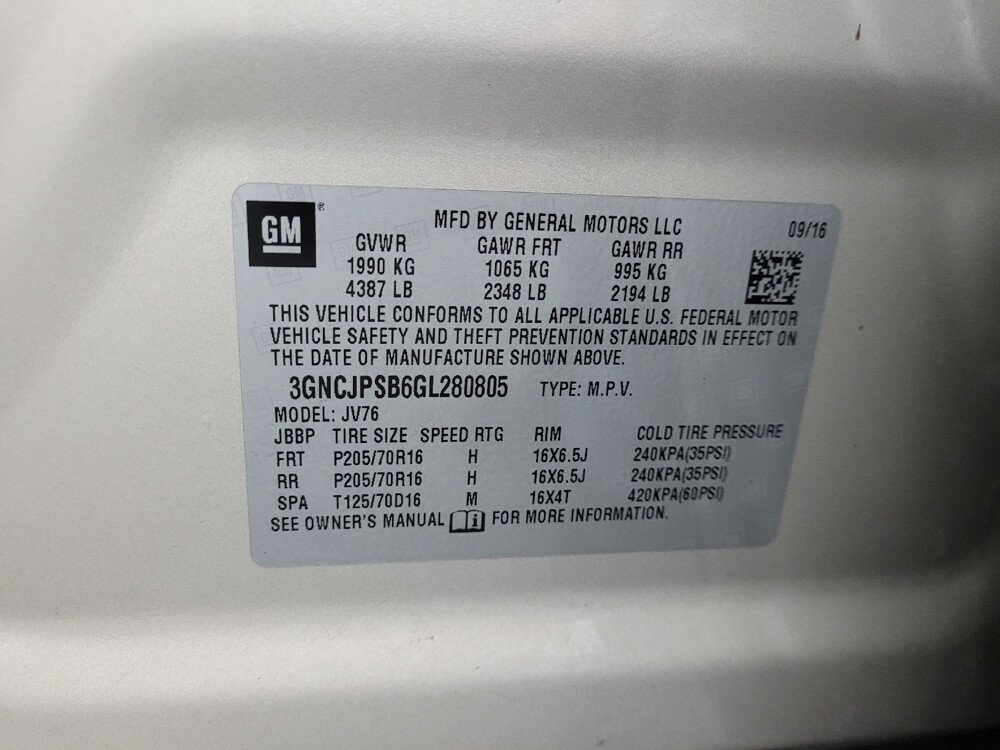 GM ®
MFD BY GENERAL MOTORS LLC 09/16
GVWR GAWR FRT GAWR RR
1990 KG 1065 KG 995 KG
4387 LB 2348 LB 2194 LB
THIS VEHICLE CONFORMS TO ALL APPLICABLE U.S. FEDERAL MOTOR
VEHICLE SAFETY AND THEFT PREVENTION STANDARDS IN EFFECT ON
THE DATE OF MANUFACTURE SHOWN ABOVE.
3GNCJPSB6GL280805 TYPE: M.P.V.
MODEL: JV76
JBBP TIRE SIZE SPEED RTG RIM COLD TIRE PRESSURE
FRT P205/70R16 H 16X6.5J 240KPA(35PSI)
RR P205/70R16 H 16X6.5J 240KPA(35PSI)
SPA T125/70D16 M 16X4T 420KPA(60PSI)
SEE OWNER'S MANUAL i FOR MORE INFORMATION.